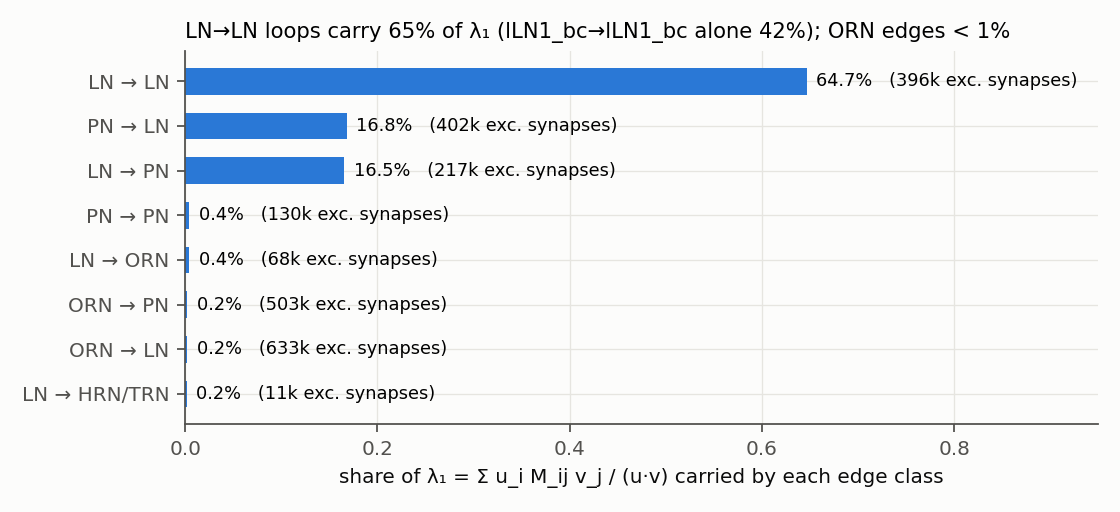 LN→LN loops carry 65% of λ₁ (lLN1_bc→lLN1_bc alone 42%); ORN edges < 1%
LN → LN 64.7% (396k exc. synapses)
PN → LN 16.8% (402k exc. synapses)
LN → PN 16.5% (217k exc. synapses)
PN → PN 0.4% (130k exc. synapses)
LN → ORN 0.4% (68k exc. synapses)
ORN → PN 0.2% (503k exc. synapses)
ORN → LN 0.2% (633k exc. synapses)
LN → HRN/TRN 0.2% (11k exc. synapses)
0.0 0.2 0.4 0.6 0.8
share of λ₁ = Σ u_i M_ij v_j / (u·v) carried by each edge class